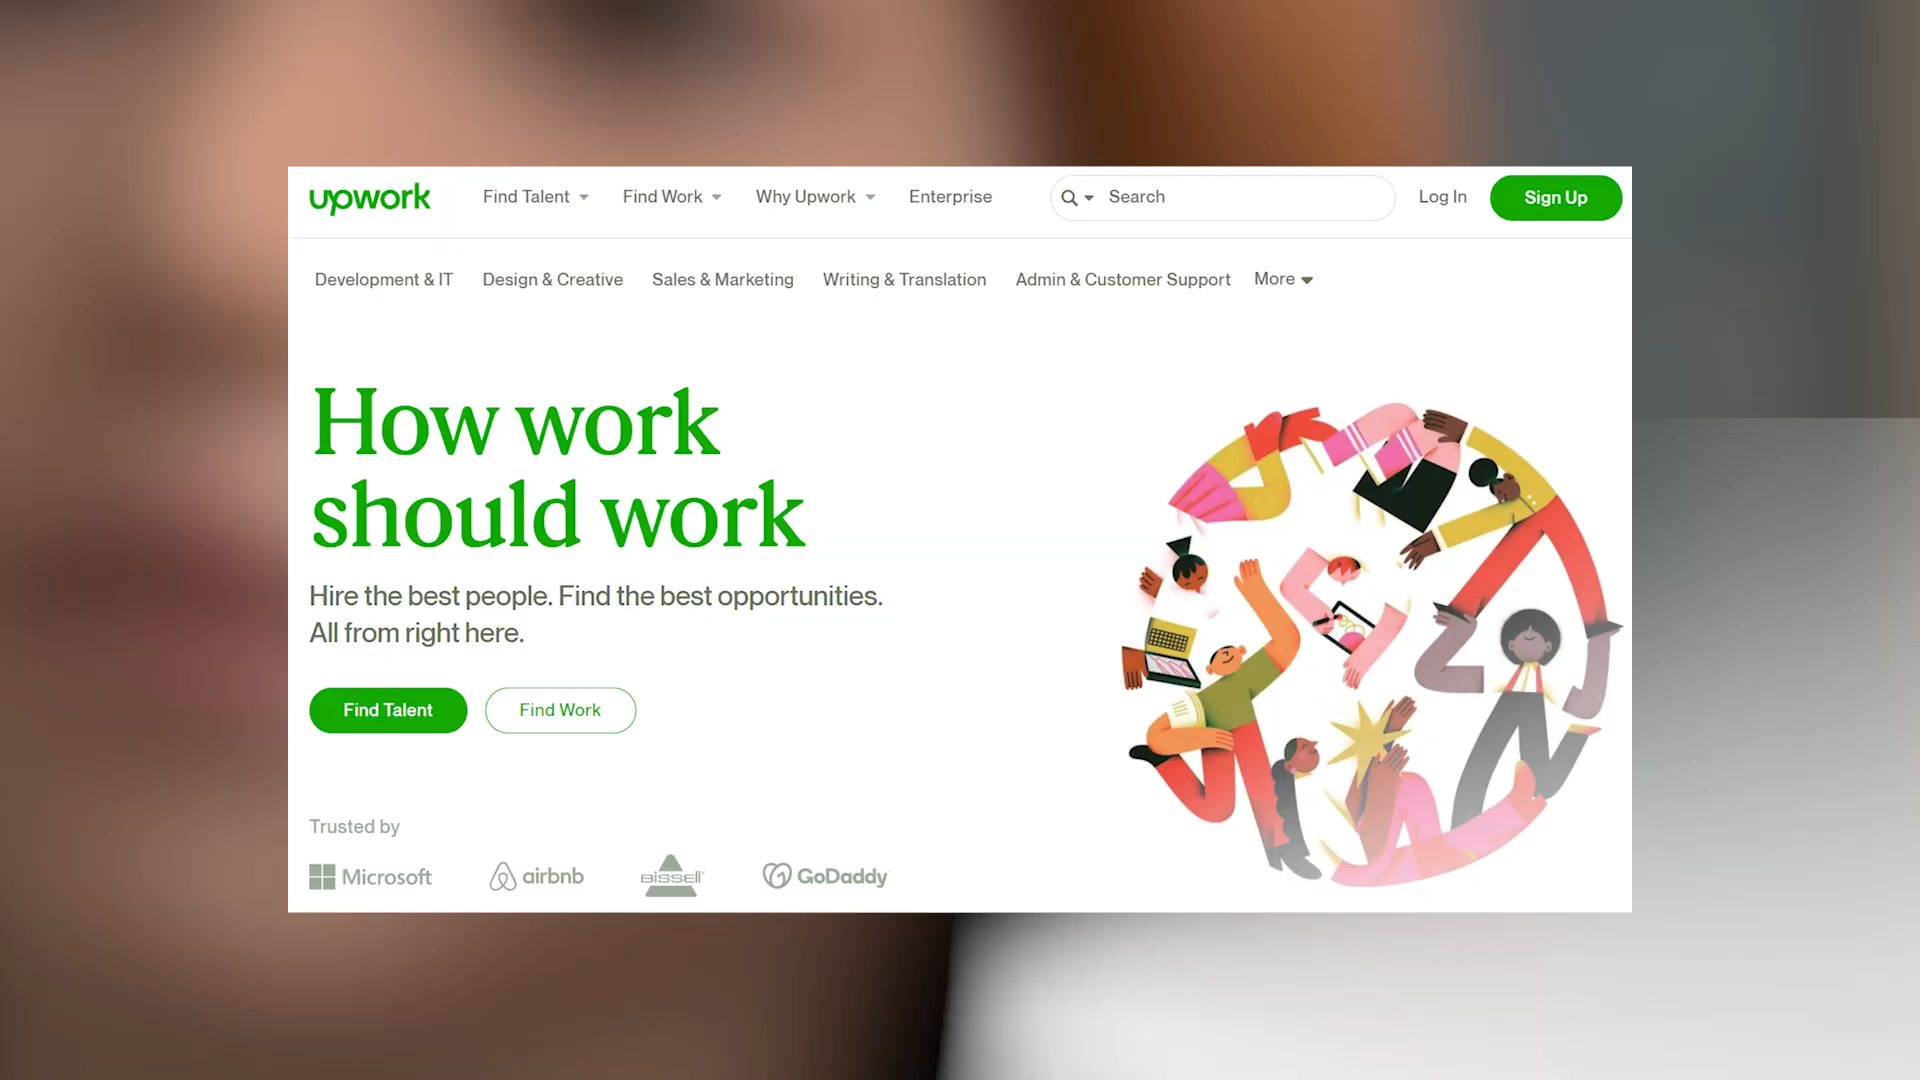 upwork Find Talent Find Work Why Upwork Enterprise Search Log In Sign Up
Development & IT Design & Creative Sales & Marketing Writing & Translation Admin & Customer Support More
How work
should work
Hire the best people. Find the best opportunities.
All from right here.
Find Talent Find Work
Trusted by
Microsoft airbnb BISSELL GoDaddy